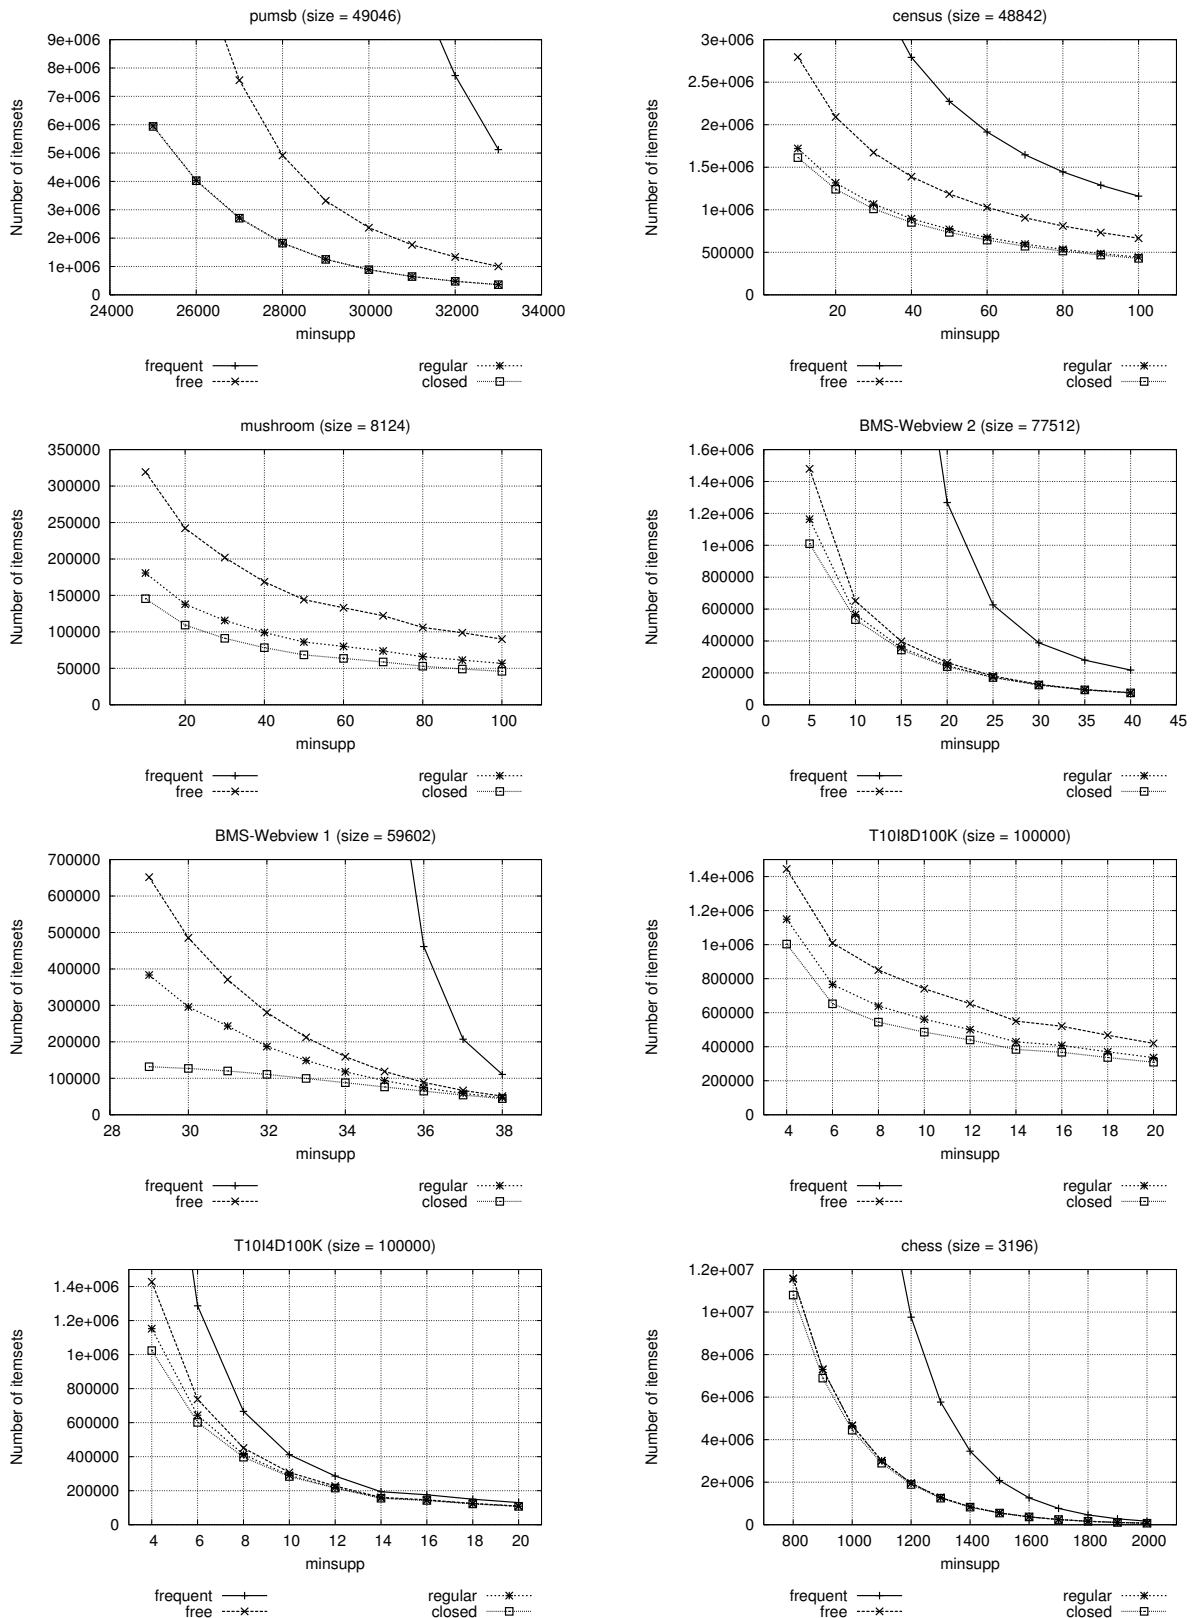 pumsb (size = 49046)
Number of itemsets
9e+006
8e+006
7e+006
6e+006
5e+006
4e+006
3e+006
2e+006
1e+006
0
24000 26000 28000 30000 32000 34000
minsupp
frequent regular
free closed
census (size = 48842)
Number of itemsets
3e+006
2.5e+006
2e+006
1.5e+006
1e+006
500000
0
20 40 60 80 100
minsupp
frequent regular
free closed
mushroom (size = 8124)
Number of itemsets
350000
300000
250000
200000
150000
100000
50000
0
20 40 60 80 100
minsupp
frequent regular
free closed
BMS-Webview 2 (size = 77512)
Number of itemsets
1.6e+006
1.4e+006
1.2e+006
1e+006
800000
600000
400000
200000
0
0 5 10 15 20 25 30 35 40 45
minsupp
frequent regular
free closed
BMS-Webview 1 (size = 59602)
Number of itemsets
700000
600000
500000
400000
300000
200000
100000
0
28 30 32 34 36 38
minsupp
frequent regular
free closed
T10I8D100K (size = 100000)
Number of itemsets
1.4e+006
1.2e+006
1e+006
800000
600000
400000
200000
0
4 6 8 10 12 14 16 18 20
minsupp
frequent regular
free closed
T10I4D100K (size = 100000)
Number of itemsets
1.4e+006
1.2e+006
1e+006
800000
600000
400000
200000
0
4 6 8 10 12 14 16 18 20
minsupp
frequent regular
free closed
chess (size = 3196)
Number of itemsets
1.2e+007
1e+007
8e+006
6e+006
4e+006
2e+006
0
800 1000 1200 1400 1600 1800 2000
minsupp
frequent regular
free closed